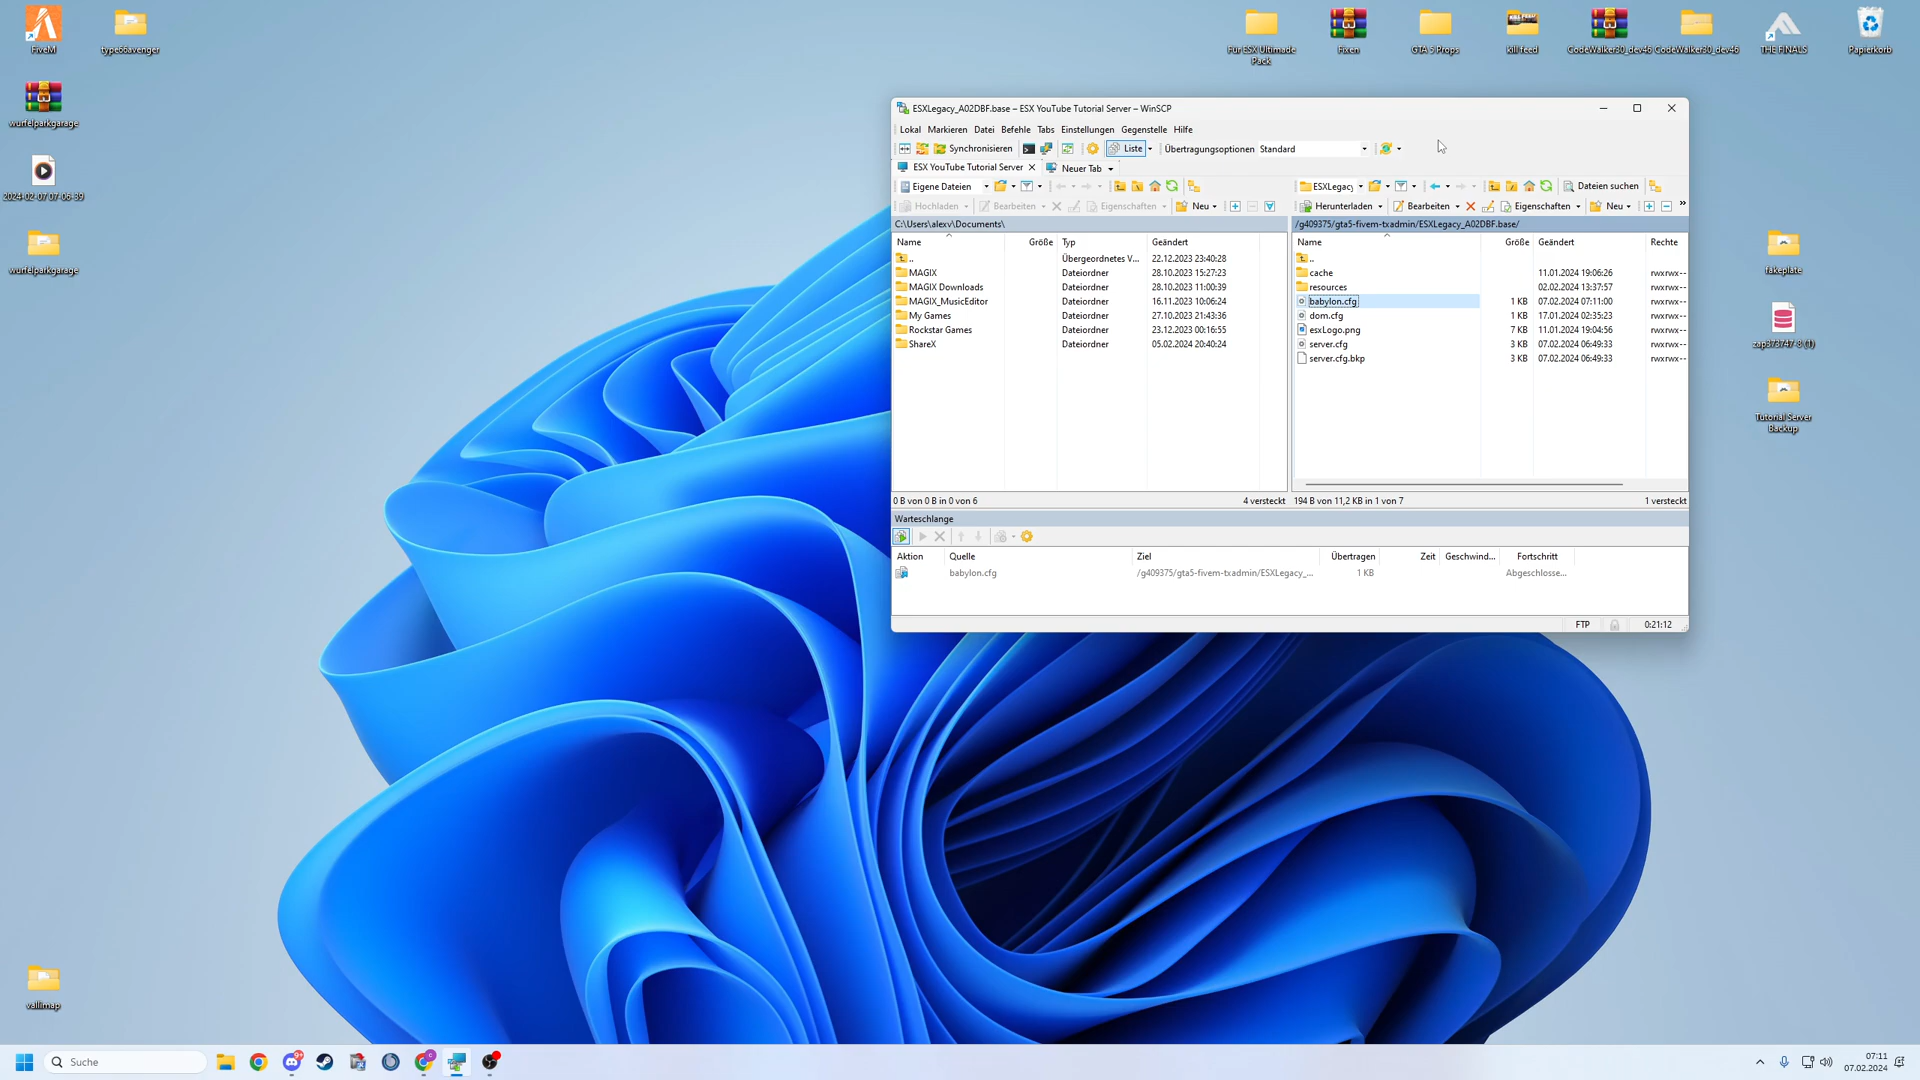 FiveM
type66avenger
Für ESX Ultimade
Pack
Fixen
GTA 5 Props
kill feed
CodeWalker30_dev46
CodeWalker30_dev46
THE FINALS
Papierkorb
würfelparkgarage
2024-02-07 07-06-39
würfelparkgarage
fakeplate
zap373747-8 (1)
Tutorial Server
Backup
vallimap
ESXLegacy_A02DBF.base – ESX YouTube Tutorial Server – WinSCP
Lokal Markieren Datei Befehle Tabs Einstellungen Gegenstelle Hilfe
Synchronisieren Liste Übertragungsoptionen Standard
ESX YouTube Tutorial Server Neuer Tab
Eigene Dateien
ESXLegacy Dateien suchen
Hochladen Bearbeiten Eigenschaften Neu
Herunterladen Bearbeiten Eigenschaften Neu
C:\Users\alexv\Documents\
Name Größe Typ Geändert
.. Übergeordnetes V... 22.12.2023 23:40:28
MAGIX Dateiordner 28.10.2023 15:27:23
MAGIX Downloads Dateiordner 28.10.2023 11:00:39
MAGIX_MusicEditor Dateiordner 16.11.2023 10:06:24
My Games Dateiordner 27.10.2023 21:43:36
Rockstar Games Dateiordner 23.12.2023 00:16:55
ShareX Dateiordner 05.02.2024 20:40:24
0 B von 0 B in 0 von 6 4 versteckt
/g409375/gta5-fivem-txadmin/ESXLegacy_A02DBF.base/
Name Größe Geändert Rechte
..
cache 11.01.2024 19:06:26 rwxrwx--
resources 02.02.2024 13:37:57 rwxrwx--
babylon.cfg 1 KB 07.02.2024 07:11:00 rwxrwx--
dom.cfg 1 KB 17.01.2024 02:35:23 rwxrwx--
esxLogo.png 7 KB 11.01.2024 19:04:56 rwxrwx--
server.cfg 3 KB 07.02.2024 06:49:33 rwxrwx--
server.cfg.bkp 3 KB 07.02.2024 06:49:33 rwxrwx--
194 B von 11,2 KB in 1 von 7 1 versteckt
Warteschlange
Aktion Quelle Ziel Übertragen Zeit Geschwind... Fortschritt
babylon.cfg /g409375/gta5-fivem-txadmin/ESXLegacy_... 1 KB Abgeschlosse...
FTP 0:21:12
Suche
9+
07:11
07.02.2024